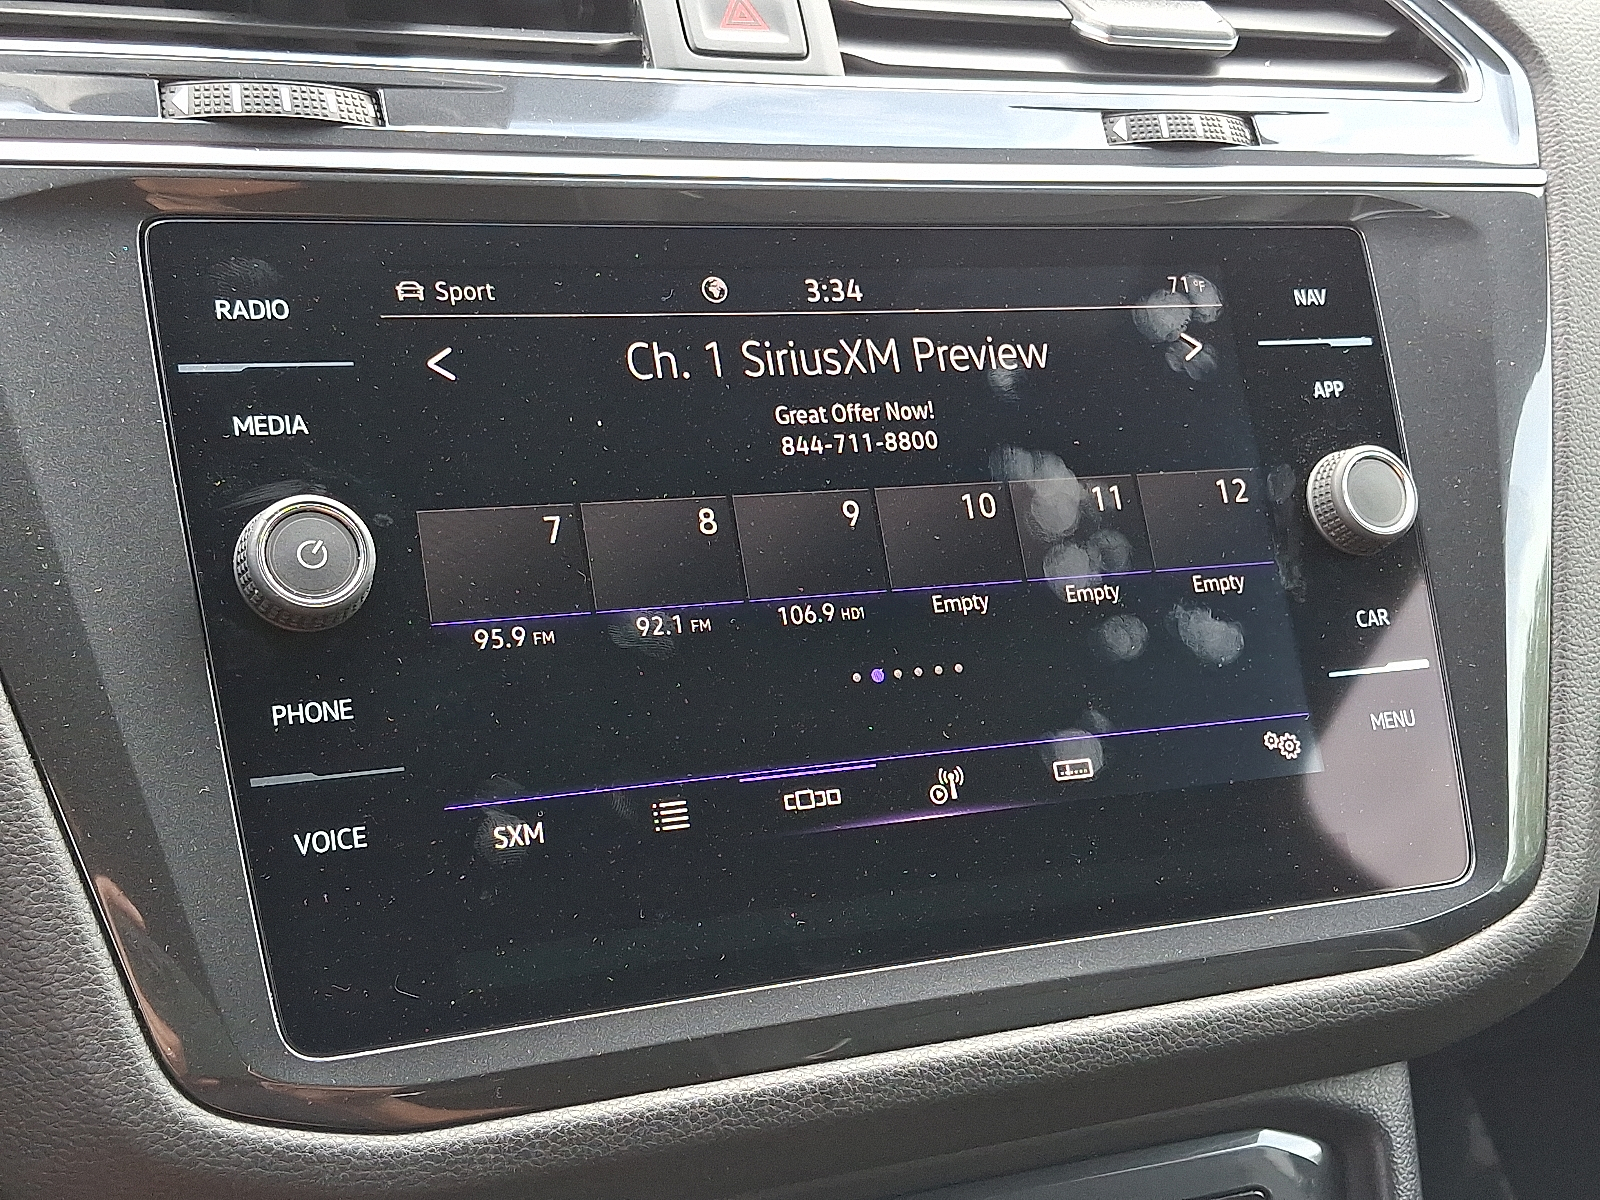 RADIO
MEDIA
PHONE
VOICE
Sport 3:34 71°F
< Ch. 1 SiriusXM Preview >
Great Offer Now!
844-711-8800
7 8 9 10 11 12
95.9 FM 92.1 FM 106.9 HD1 Empty Empty Empty
SXM
NAV
APP
CAR
MENU